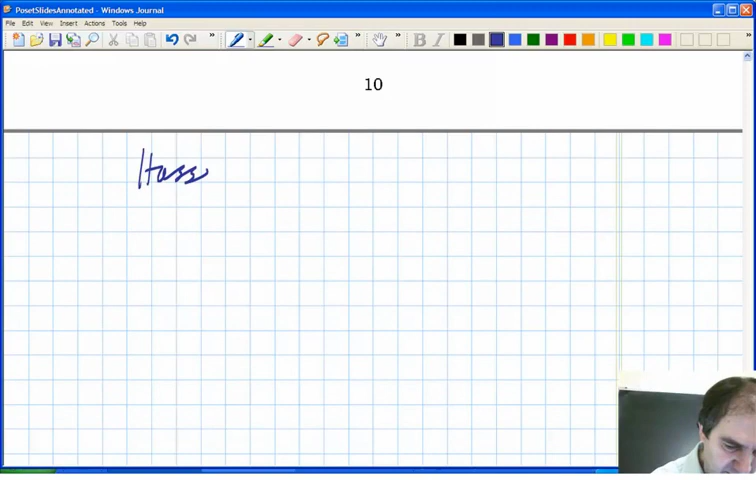 PosetSlidesAnnotated - Windows Journal
File Edit View Insert Actions Tools Help
B I
10
Hass